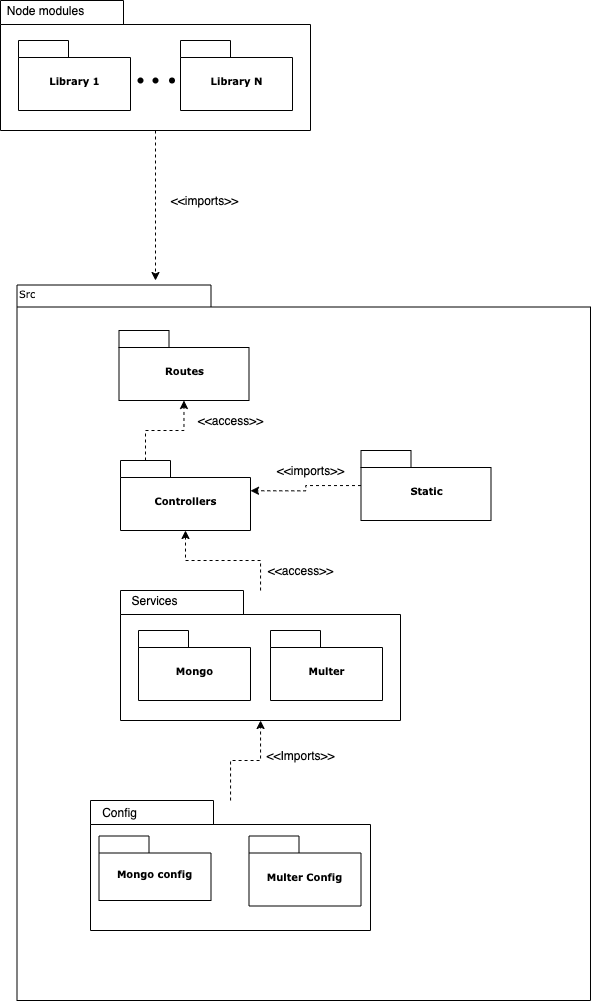 Node modules
Library 1
Library N
<<imports>>
Src
Routes
<<access>>
<<imports>>
Controllers
Static
<<access>>
Services
Mongo
Multer
<<Imports>>
Config
Mongo config
Multer Config